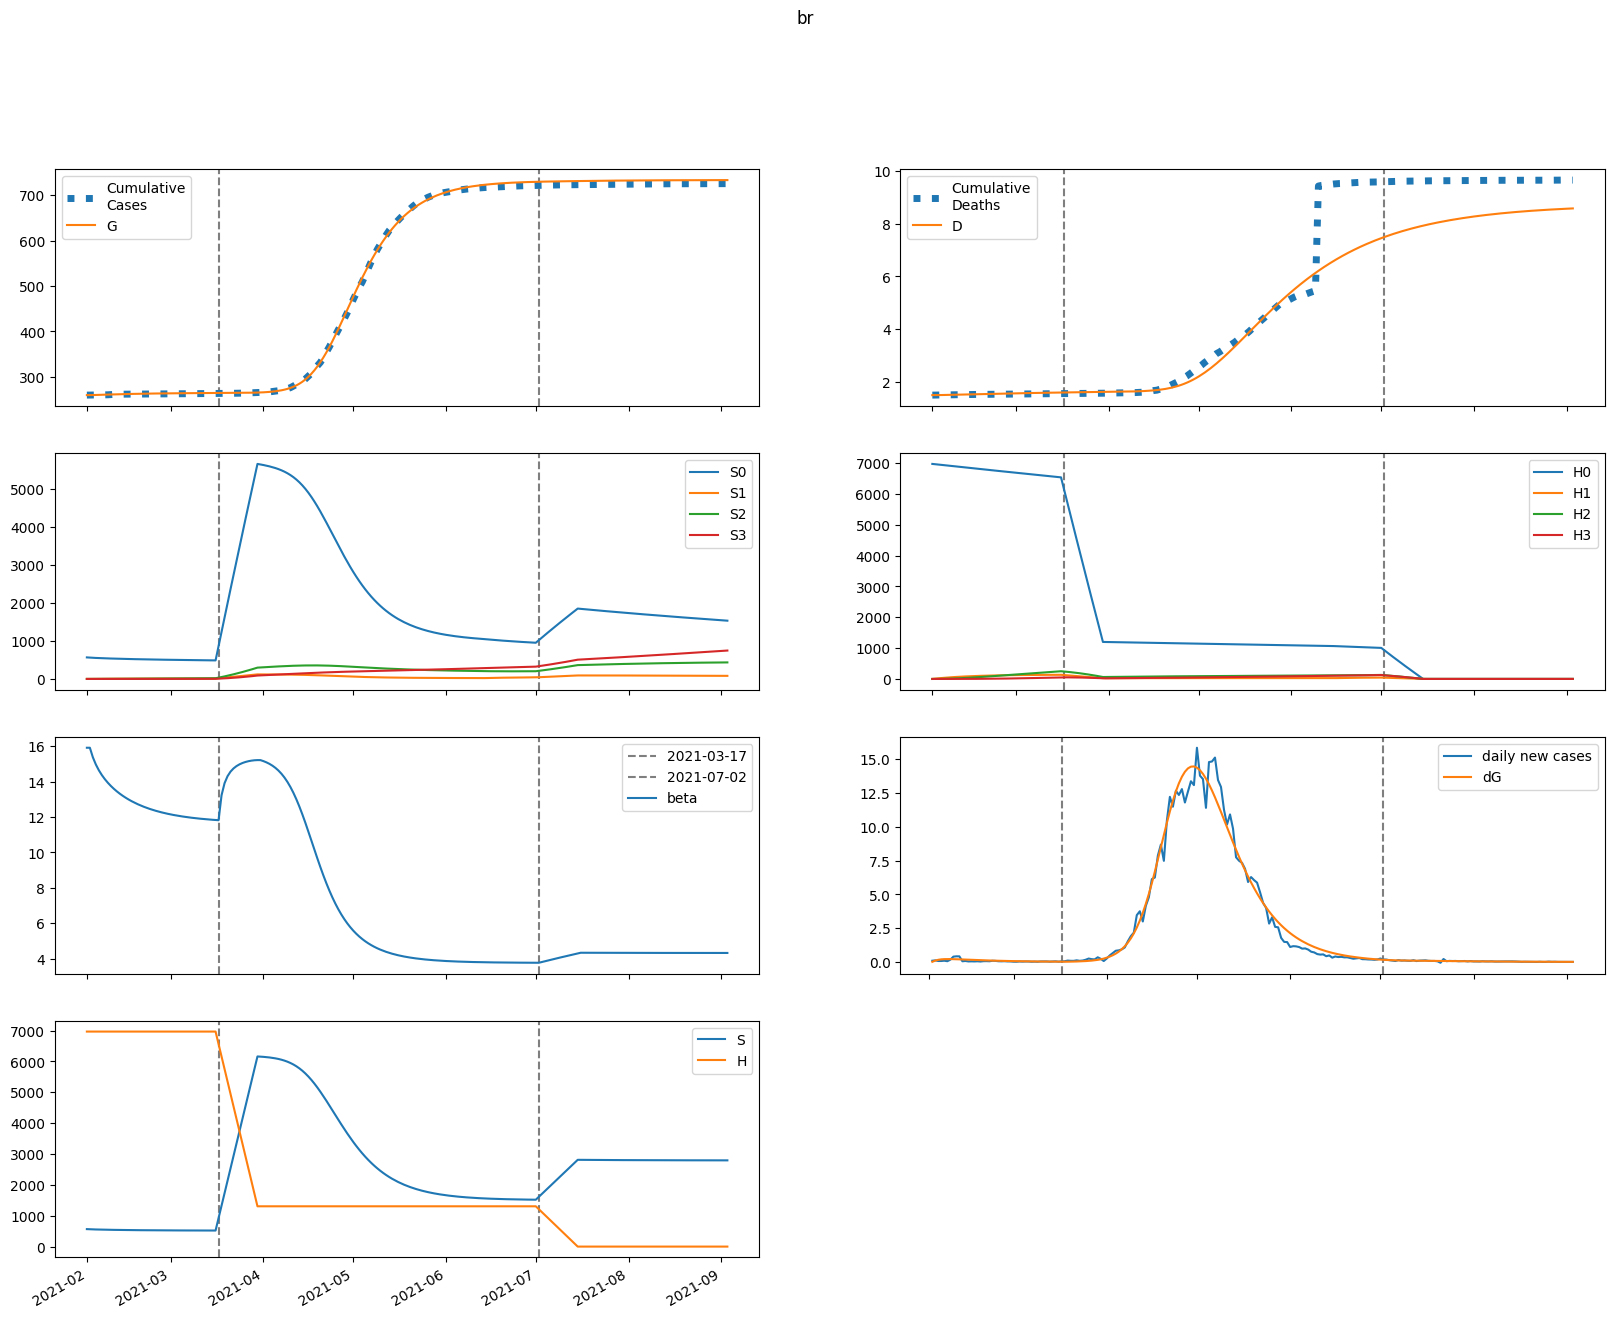 br
Cumulative
Cases
G
700
600
500
400
300
Cumulative
Deaths
D
10
8
6
4
2
S0
S1
S2
S3
5000
4000
3000
2000
1000
0
H0
H1
H2
H3
7000
6000
5000
4000
3000
2000
1000
0
2021-03-17
2021-07-02
beta
16
14
12
10
8
6
4
daily new cases
dG
15.0
12.5
10.0
7.5
5.0
2.5
0.0
S
H
7000
6000
5000
4000
3000
2000
1000
0
2021-02
2021-03
2021-04
2021-05
2021-06
2021-07
2021-08
2021-09